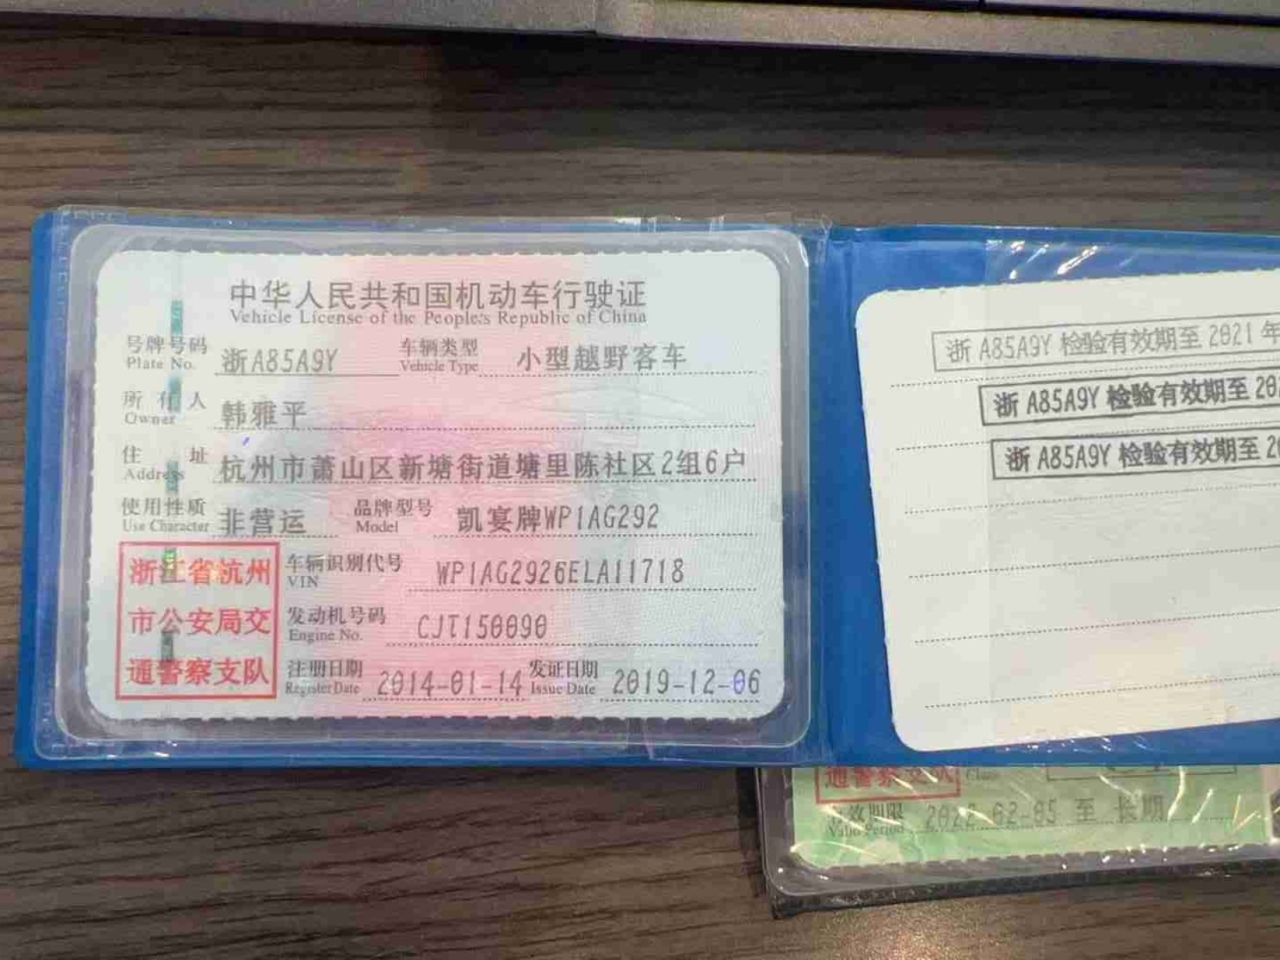 中华人民共和国机动车行驶证
Vehicle License of the People's Republic of China
号牌号码 浙A85A9Y 车辆类型 小型越野客车
Plate No. Vehicle Type
所有人 韩雅平
Owner
住址 杭州市萧山区新塘街道塘里陈社区2组6户
Address
使用性质 非营运 品牌型号 凯宴牌WP1AG292
Use Character Model
浙江省杭州
市公安局交
通警察支队
车辆识别代号 WP1AG2926ELA11718
VIN
发动机号码 CJT150090
Engine No.
注册日期 2014-01-14 发证日期 2019-12-06
Register Date Issue Date
浙A85A9Y 检验有效期至 2021 年
浙A85A9Y 检验有效期至 20
浙A85A9Y 检验有效期至 20
通警察支队 Class
有效期限 2022-02-05 至 长期
Valid Period